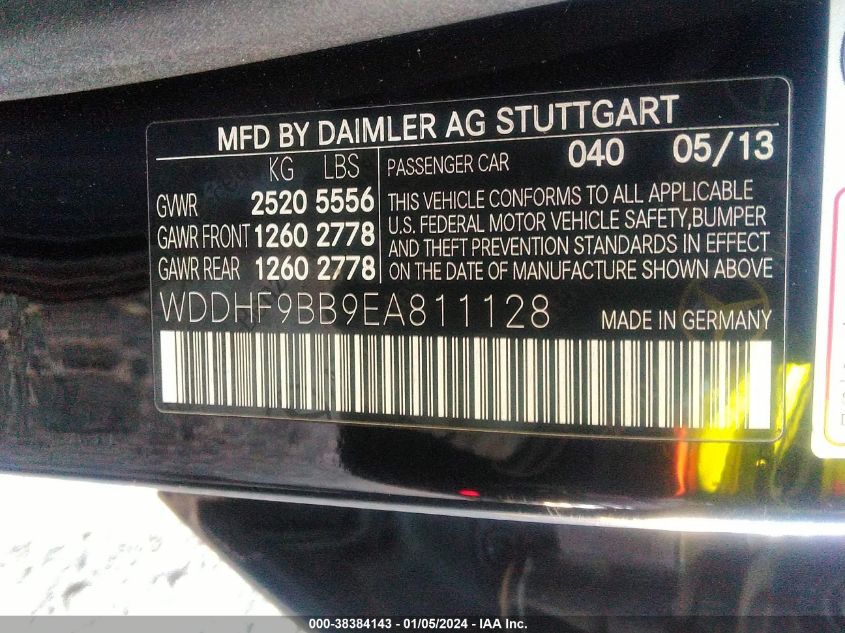 MFD BY DAIMLER AG STUTTGART
KG LBS
GVWR 2520 5556
GAWR FRONT 1260 2778
GAWR REAR 1260 2778
PASSENGER CAR 040 05/13
THIS VEHICLE CONFORMS TO ALL APPLICABLE
U.S. FEDERAL MOTOR VEHICLE SAFETY,BUMPER
AND THEFT PREVENTION STANDARDS IN EFFECT
ON THE DATE OF MANUFACTURE SHOWN ABOVE
WDDHF9BB9EA811128 MADE IN GERMANY
000-38384143 - 01/05/2024 - IAA Inc.